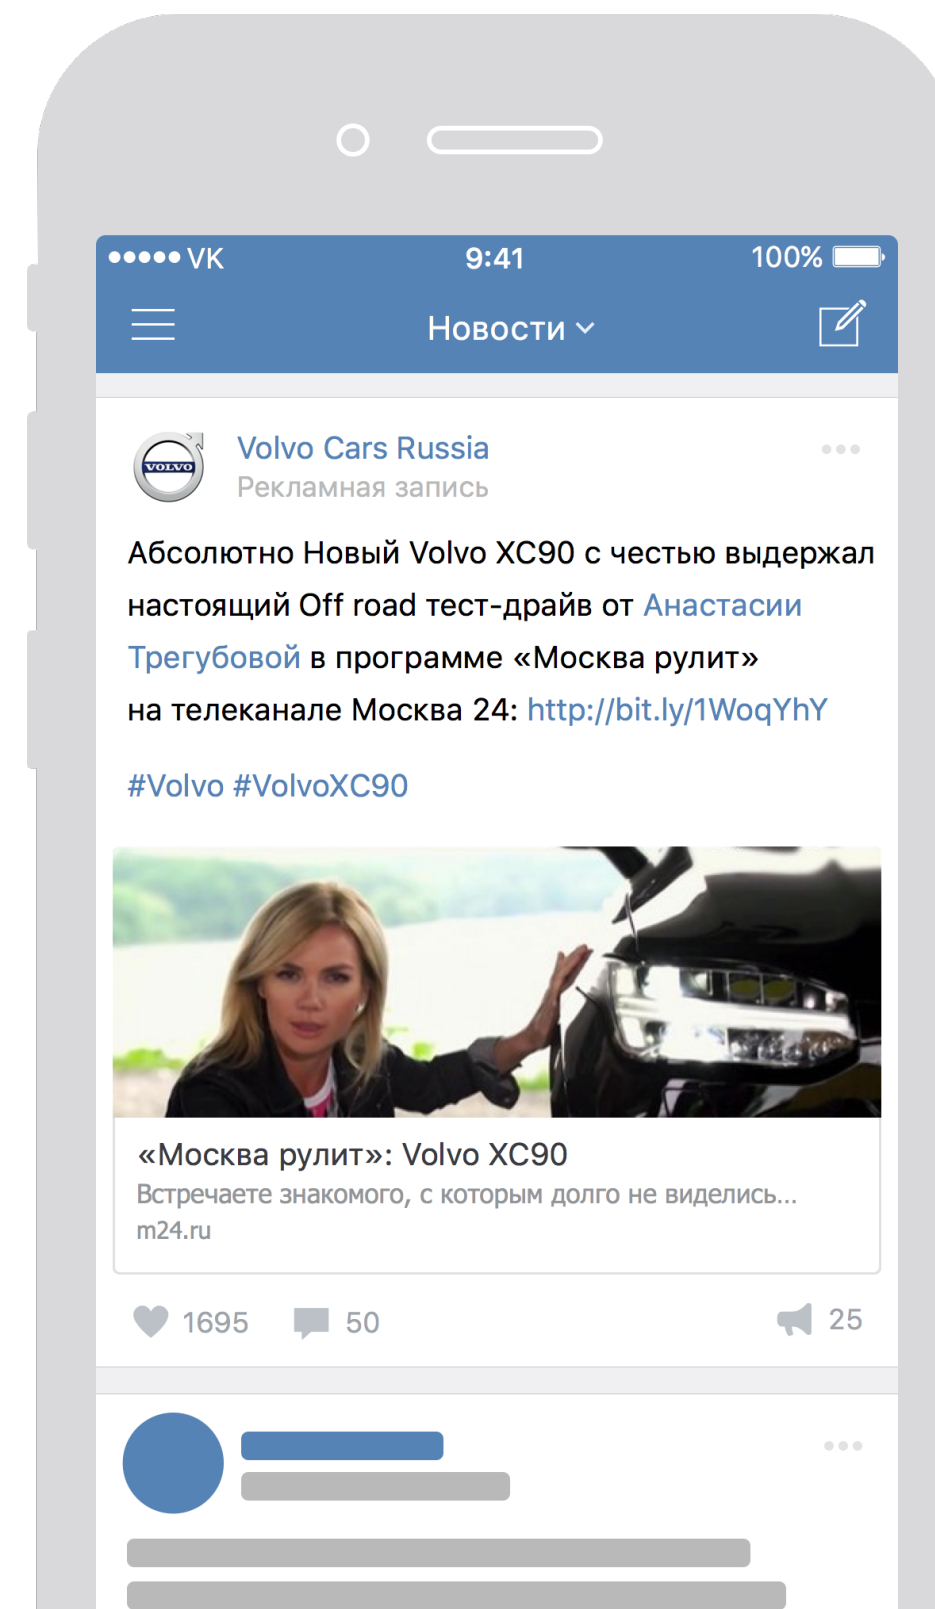 VK 9:41 100%
Новости
VOLVO
Volvo Cars Russia
Рекламная запись
Абсолютно Новый Volvo XC90 с честью выдержал
настоящий Off road тест-драйв от Анастасии
Трегубовой в программе «Москва рулит»
на телеканале Москва 24: http://bit.ly/1WoqYhY
#Volvo #VolvoXC90
«Москва рулит»: Volvo XC90
Встречаете знакомого, с которым долго не виделись...
m24.ru
1695 50 25